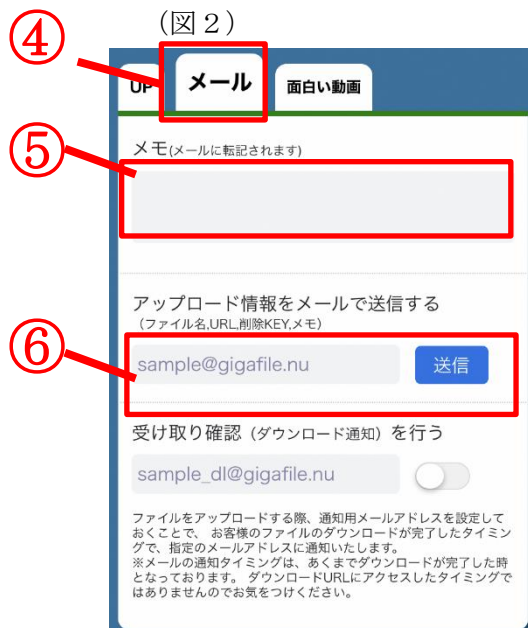 （図２）
④
UP メール 面白い動画
⑤
メモ(メールに転記されます)
アップロード情報をメールで送信する
（ファイル名,URL,削除KEY,メモ）
⑥
sample@gigafile.nu 送信
受け取り確認（ダウンロード通知）を行う
sample_dl@gigafile.nu
ファイルをアップロードする際、通知用メールアドレスを設定して
おくことで、 お客様のファイルのダウンロードが完了したタイミン
グで、指定のメールアドレスに通知いたします。
※メールの通知タイミングは、あくまでダウンロードが完了した時
となっております。 ダウンロードURLにアクセスしたタイミングで
はありませんのでお気をつけください。